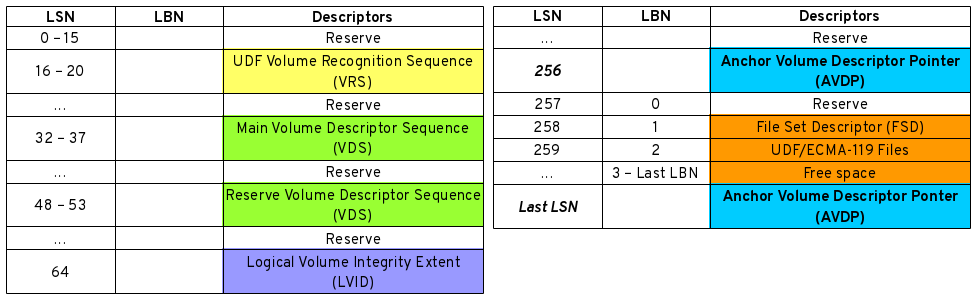 LSN LBN Descriptors
0 – 15 Reserve
16 – 20 UDF Volume Recognition Sequence
(VRS)
... Reserve
32 – 37 Main Volume Descriptor Sequence
(VDS)
... Reserve
48 – 53 Reserve Volume Descriptor Sequence
(VDS)
... Reserve
64 Logical Volume Integrity Extent
(LVID)
LSN LBN Descriptors
... Reserve
256 Anchor Volume Descriptor Pointer
(AVDP)
257 0 Reserve
258 1 File Set Descriptor (FSD)
259 2 UDF/ECMA-119 Files
... 3 – Last LBN Free space
Last LSN Anchor Volume Descriptor Ponter
(AVDP)